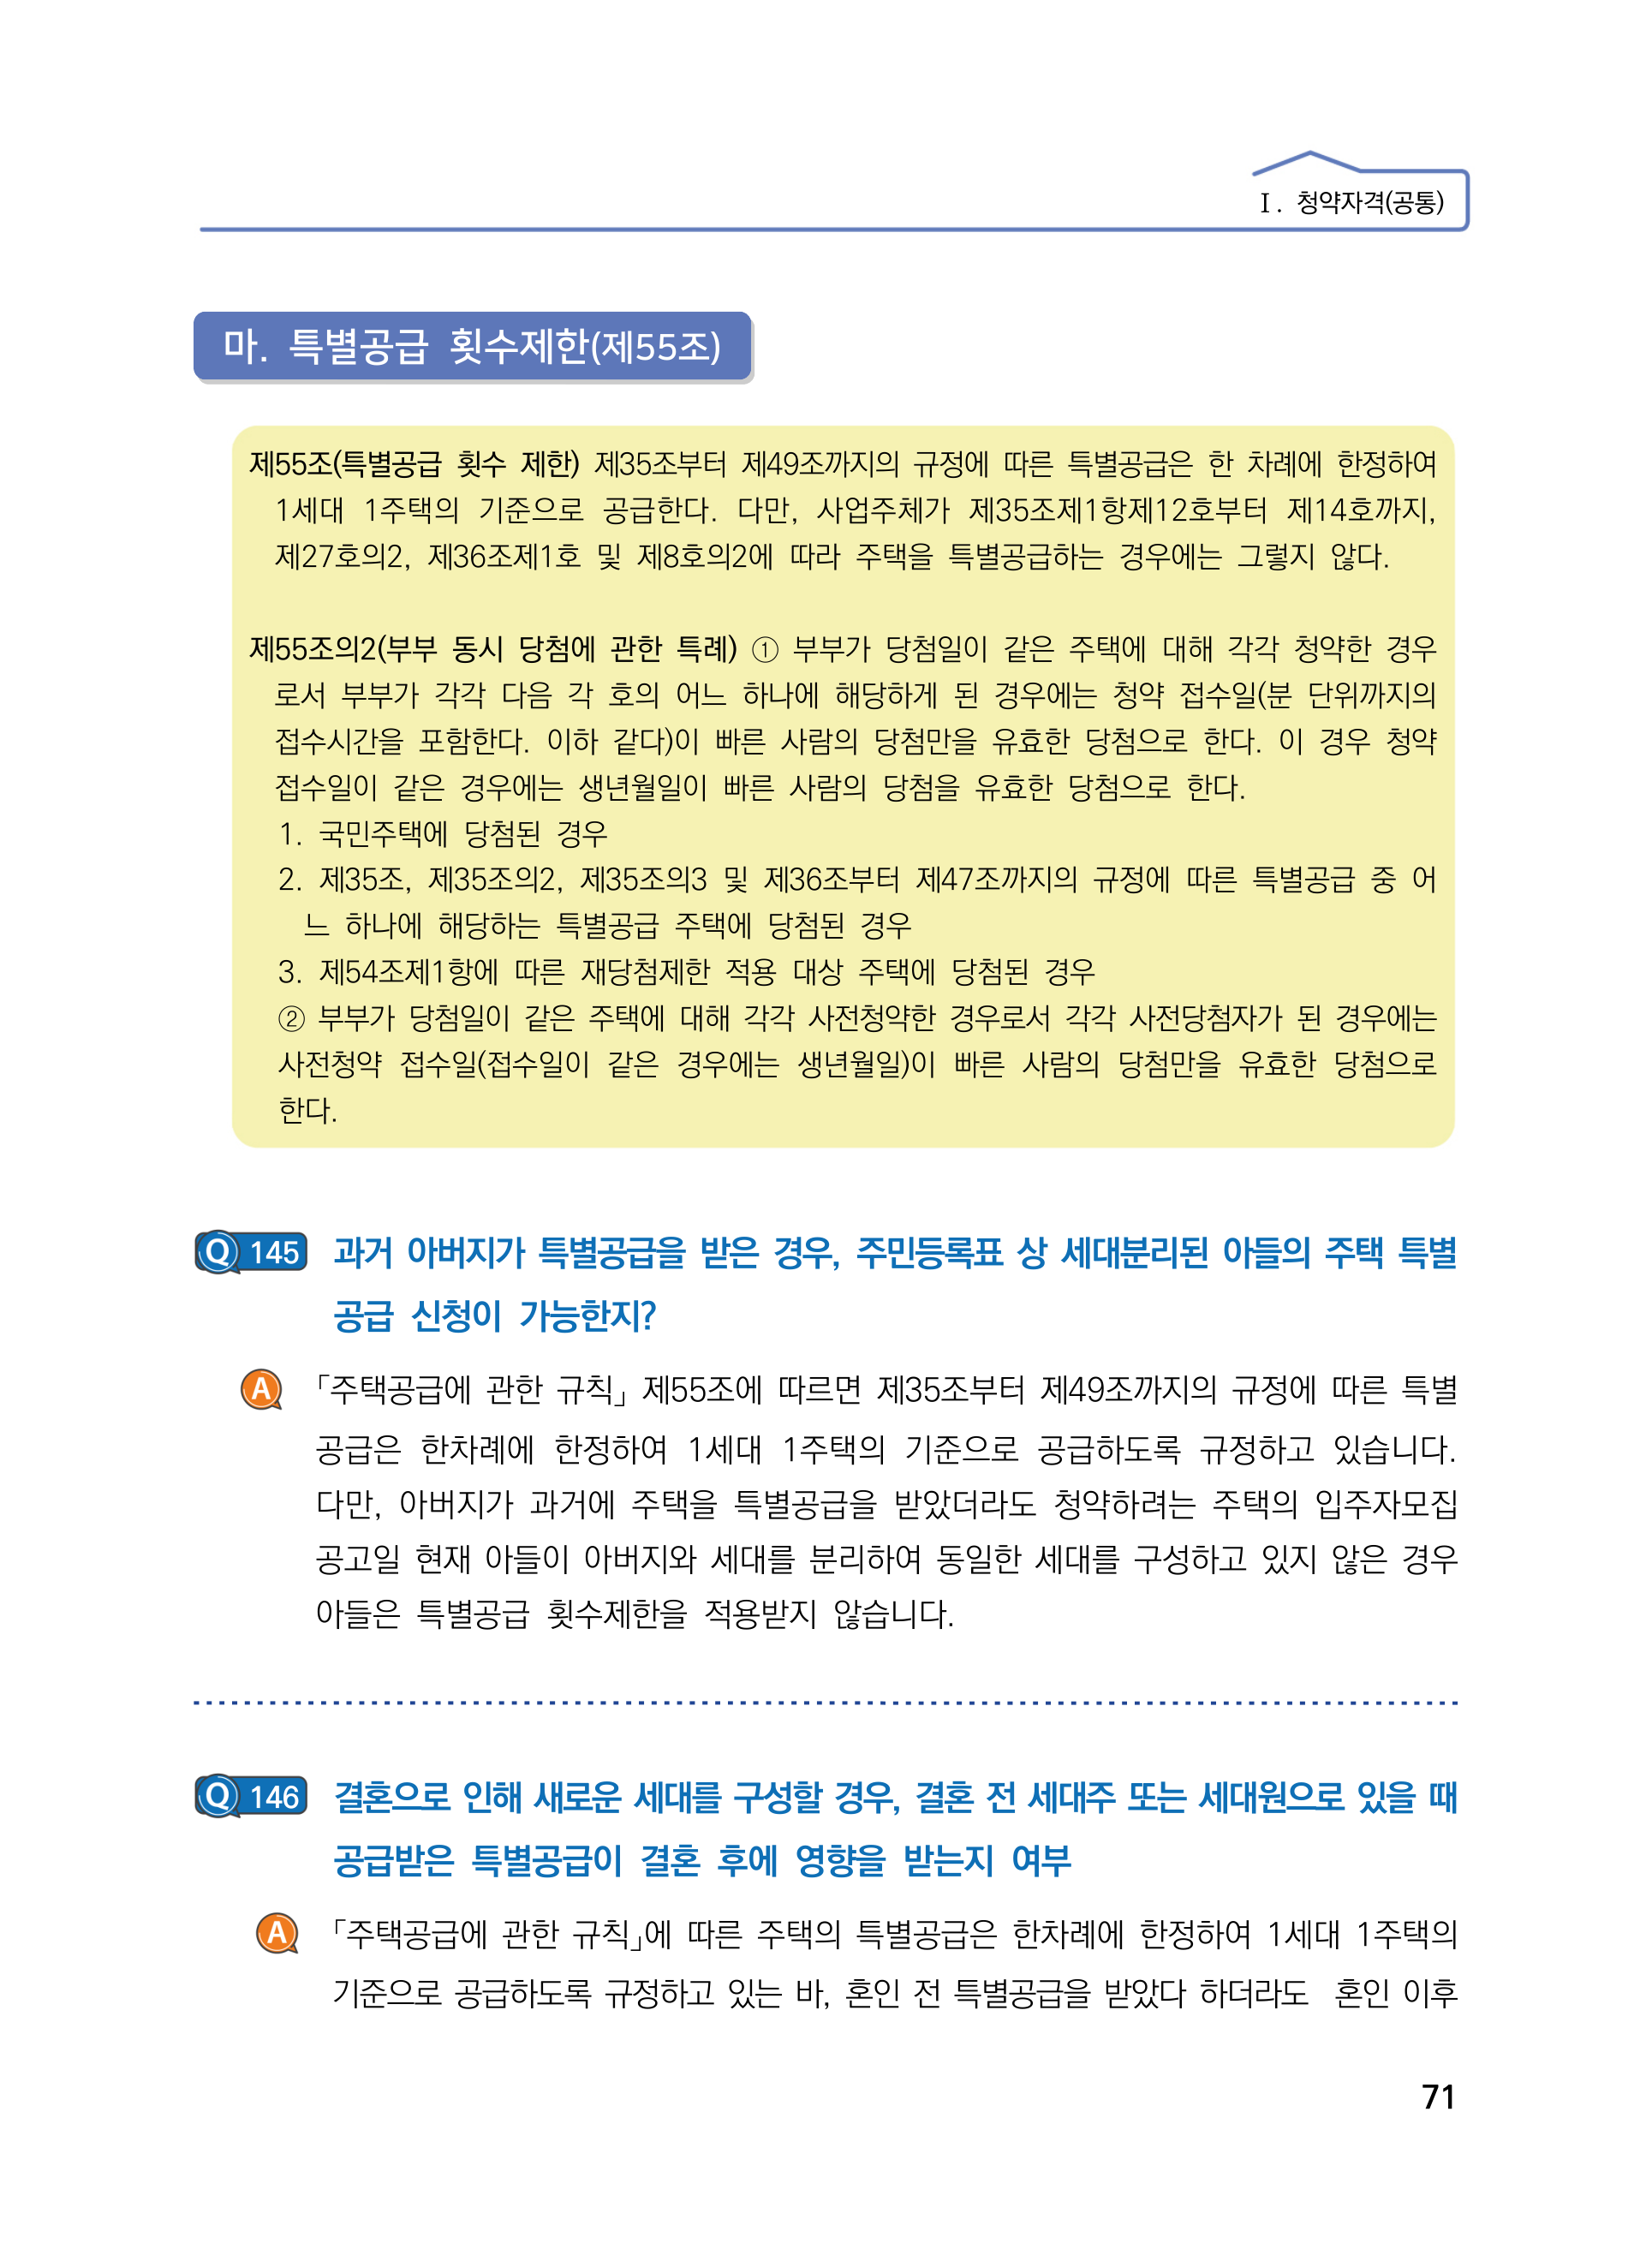 Ⅰ. 청약자격(공통)
마. 특별공급 횟수제한(제55조)
제55조(특별공급 횟수 제한) 제35조부터 제49조까지의 규정에 따른 특별공급은 한 차례에 한정하여
1세대 1주택의 기준으로 공급한다. 다만, 사업주체가 제35조제1항제12호부터 제14호까지,
제27호의2, 제36조제1호 및 제8호의2에 따라 주택을 특별공급하는 경우에는 그렇지 않다.
제55조의2(부부 동시 당첨에 관한 특례) ① 부부가 당첨일이 같은 주택에 대해 각각 청약한 경우
로서 부부가 각각 다음 각 호의 어느 하나에 해당하게 된 경우에는 청약 접수일(분 단위까지의
접수시간을 포함한다. 이하 같다)이 빠른 사람의 당첨만을 유효한 당첨으로 한다. 이 경우 청약
접수일이 같은 경우에는 생년월일이 빠른 사람의 당첨을 유효한 당첨으로 한다.
1. 국민주택에 당첨된 경우
2. 제35조, 제35조의2, 제35조의3 및 제36조부터 제47조까지의 규정에 따른 특별공급 중 어
느 하나에 해당하는 특별공급 주택에 당첨된 경우
3. 제54조제1항에 따른 재당첨제한 적용 대상 주택에 당첨된 경우
② 부부가 당첨일이 같은 주택에 대해 각각 사전청약한 경우로서 각각 사전당첨자가 된 경우에는
사전청약 접수일(접수일이 같은 경우에는 생년월일)이 빠른 사람의 당첨만을 유효한 당첨으로
한다.
Q 145 과거 아버지가 특별공급을 받은 경우, 주민등록표 상 세대분리된 아들의 주택 특별
공급 신청이 가능한지?
A 「주택공급에 관한 규칙」 제55조에 따르면 제35조부터 제49조까지의 규정에 따른 특별
공급은 한차례에 한정하여 1세대 1주택의 기준으로 공급하도록 규정하고 있습니다.
다만, 아버지가 과거에 주택을 특별공급을 받았더라도 청약하려는 주택의 입주자모집
공고일 현재 아들이 아버지와 세대를 분리하여 동일한 세대를 구성하고 있지 않은 경우
아들은 특별공급 횟수제한을 적용받지 않습니다.
Q 146 결혼으로 인해 새로운 세대를 구성할 경우, 결혼 전 세대주 또는 세대원으로 있을 때
공급받은 특별공급이 결혼 후에 영향을 받는지 여부
A 「주택공급에 관한 규칙」에 따른 주택의 특별공급은 한차례에 한정하여 1세대 1주택의
기준으로 공급하도록 규정하고 있는 바, 혼인 전 특별공급을 받았다 하더라도 혼인 이후
71